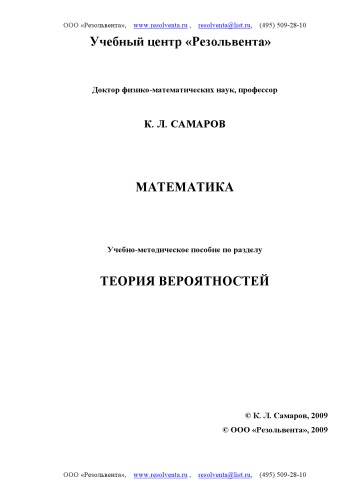 ООО «Резольвента», www.resolventa.ru , resolventa@list.ru, (495) 509-28-10
Учебный центр «Резольвента»
Доктор физико-математических наук, профессор
К. Л. САМАРОВ
МАТЕМАТИКА
Учебно-методическое пособие по разделу
ТЕОРИЯ ВЕРОЯТНОСТЕЙ
© К. Л. Самаров, 2009
© ООО «Резольвента», 2009
ООО «Резольвента», www.resolventa.ru , resolventa@list.ru, (495) 509-28-10